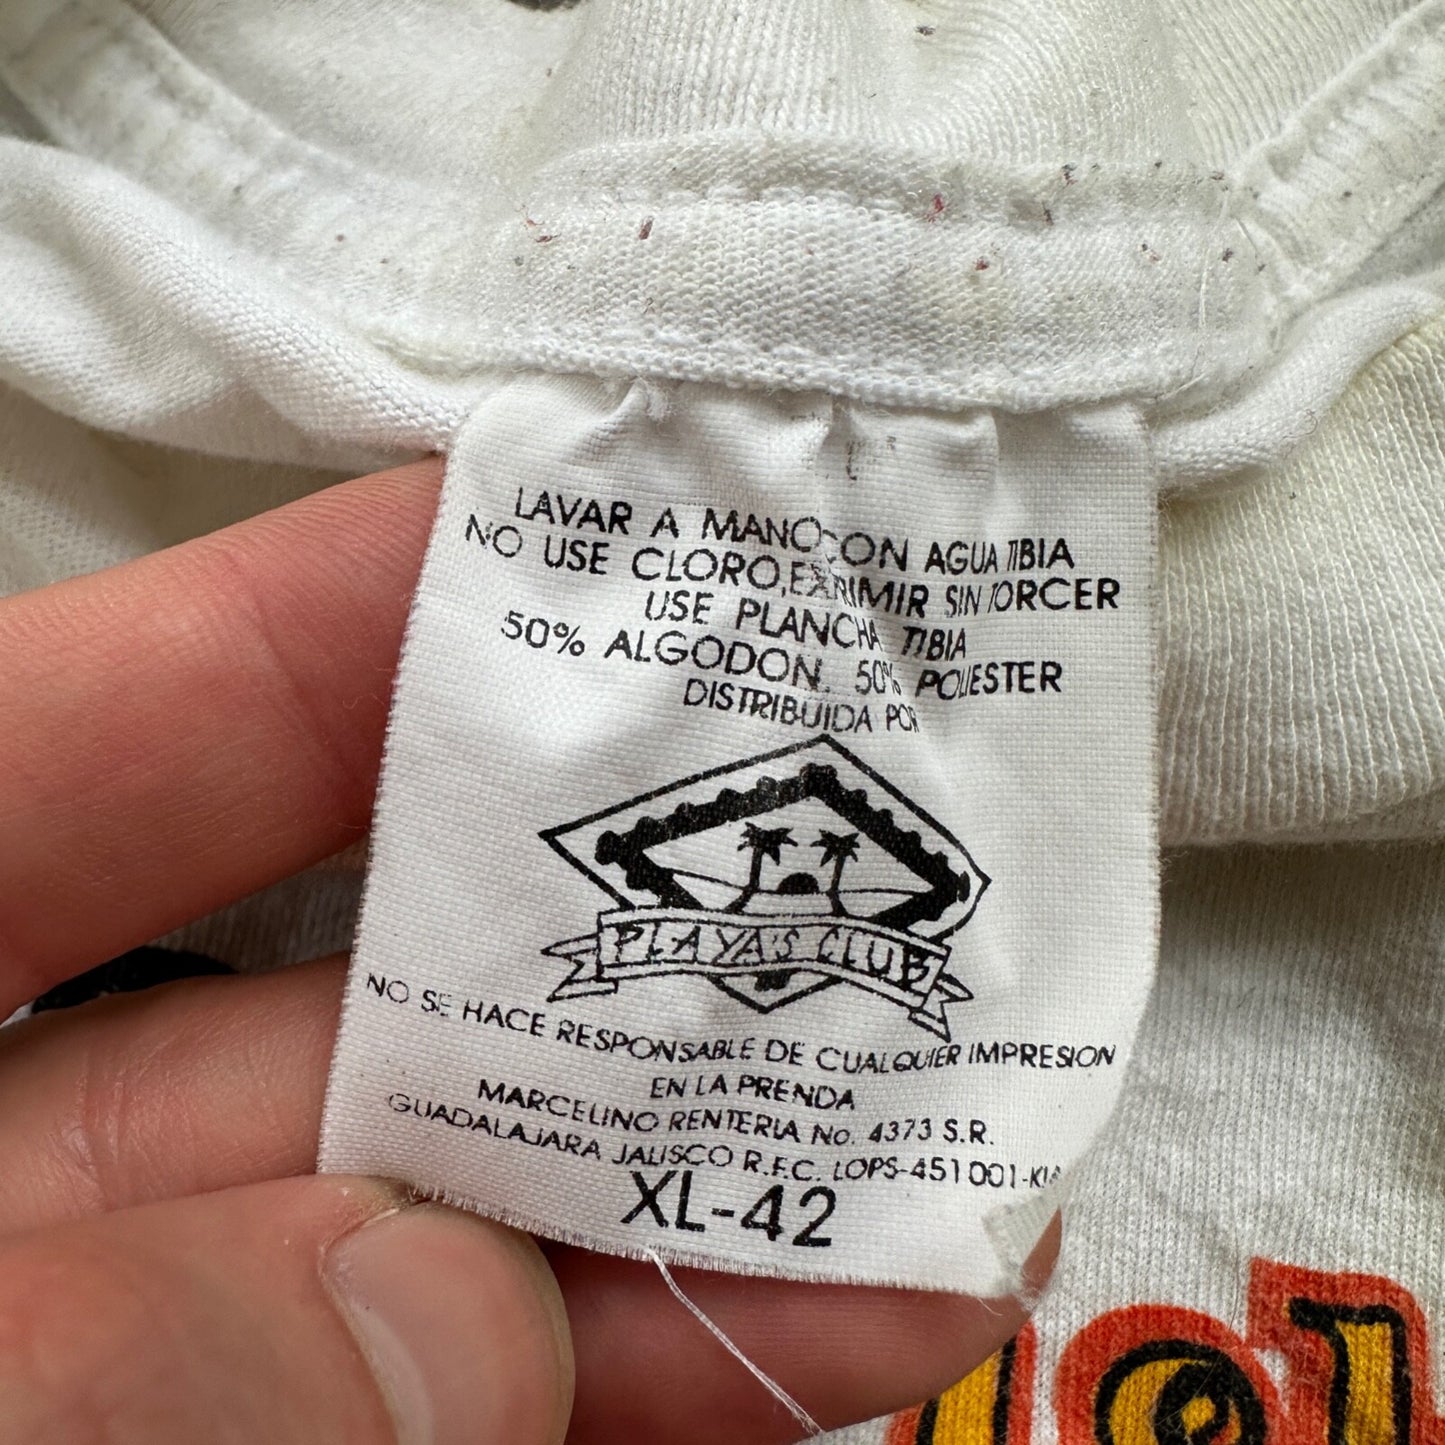 LAVAR A MANO CON AGUA TIBIA
NO USE CLORO, EXPRIMIR SIN TORCER
USE PLANCHA TIBIA
50% ALGODON. 50% POLIESTER
DISTRIBUIDA POR
PLAYA'S CLUB
NO SE HACE RESPONSABLE DE CUALQUIER IMPRESION
EN LA PRENDA
MARCELINO RENTERIA No. 4373 S.R.
GUADALAJARA JALISCO R.F.C. LOPS-451001-
XL-42